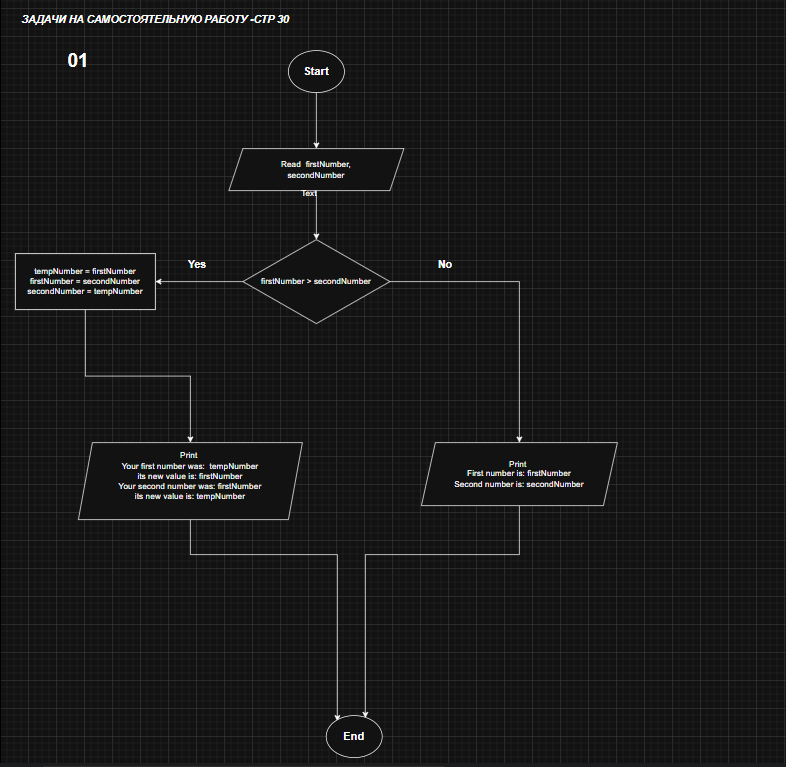 ЗАДАЧИ НА САМОСТОЯТЕЛЬНУЮ РАБОТУ -СТР 30
01
Start
Read firstNumber,
secondNumber
Text
Yes
No
firstNumber > secondNumber
tempNumber = firstNumber
firstNumber = secondNumber
secondNumber = tempNumber
Print
Your first number was: tempNumber
its new value is: firstNumber
Your second number was: firstNumber
its new value is: tempNumber
Print
First number is: firstNumber
Second number is: secondNumber
End